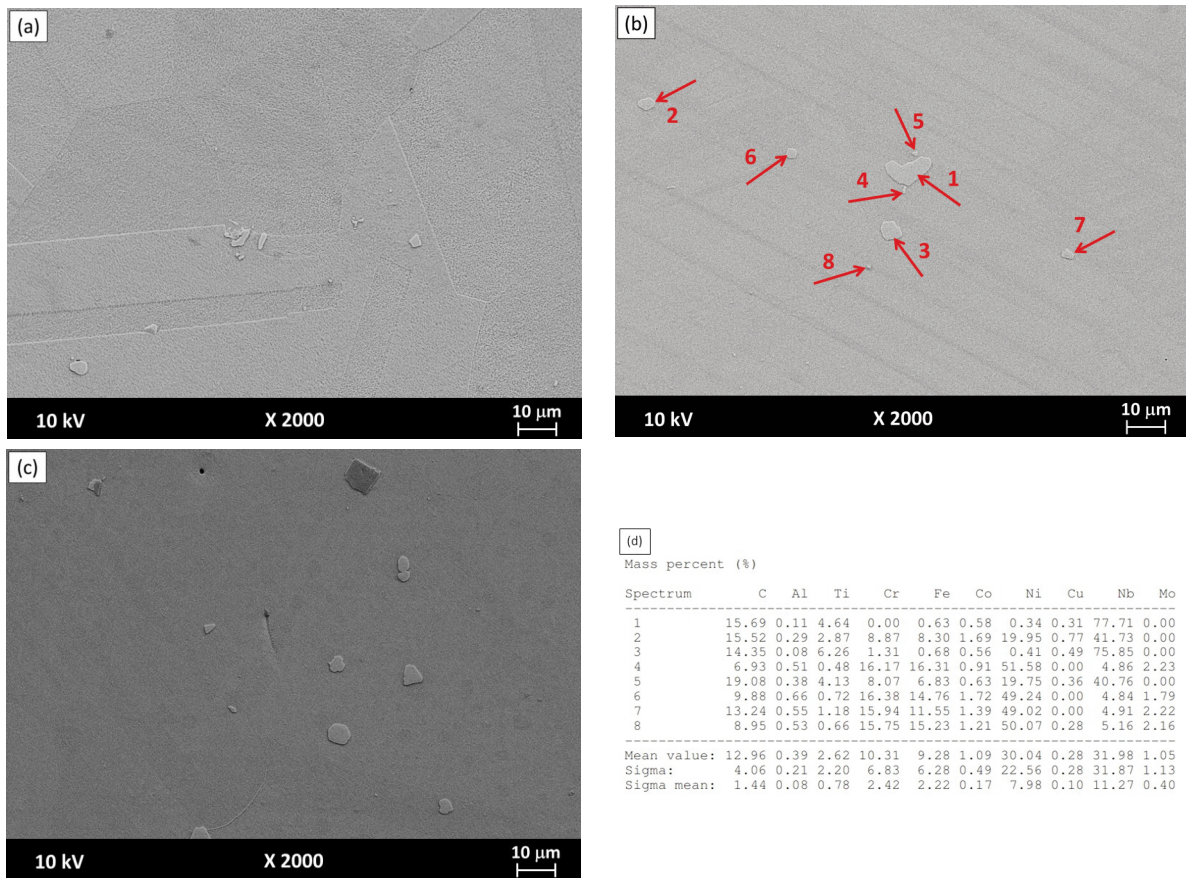 (a)
10 kV X 2000 10 μm
(b)
2
5
6
4
1
7
3
8
10 kV X 2000 10 μm
(c)
10 kV X 2000 10 μm
(d)
Mass percent (%)
Spectrum C Al Ti Cr Fe Co Ni Cu Nb Mo
1 15.69 0.11 4.64 0.00 0.63 0.58 0.34 0.31 77.71 0.00
2 15.52 0.29 2.87 8.87 8.30 1.69 19.95 0.77 41.73 0.00
3 14.35 0.08 6.26 1.31 0.68 0.56 0.41 0.49 75.85 0.00
4 6.93 0.51 0.48 16.17 16.31 0.91 51.58 0.00 4.86 2.23
5 19.08 0.38 4.13 8.07 6.83 0.63 19.75 0.36 40.76 0.00
6 9.88 0.66 0.72 16.38 14.76 1.72 49.24 0.00 4.84 1.79
7 13.24 0.55 1.18 15.94 11.55 1.39 49.02 0.00 4.91 2.22
8 8.95 0.53 0.66 15.75 15.23 1.21 50.07 0.28 5.16 2.16
Mean value: 12.96 0.39 2.62 10.31 9.28 1.09 30.04 0.28 31.98 1.05
Sigma: 4.06 0.21 2.20 6.83 6.28 0.49 22.56 0.28 31.87 1.13
Sigma mean: 1.44 0.08 0.78 2.42 2.22 0.17 7.98 0.10 11.27 0.40